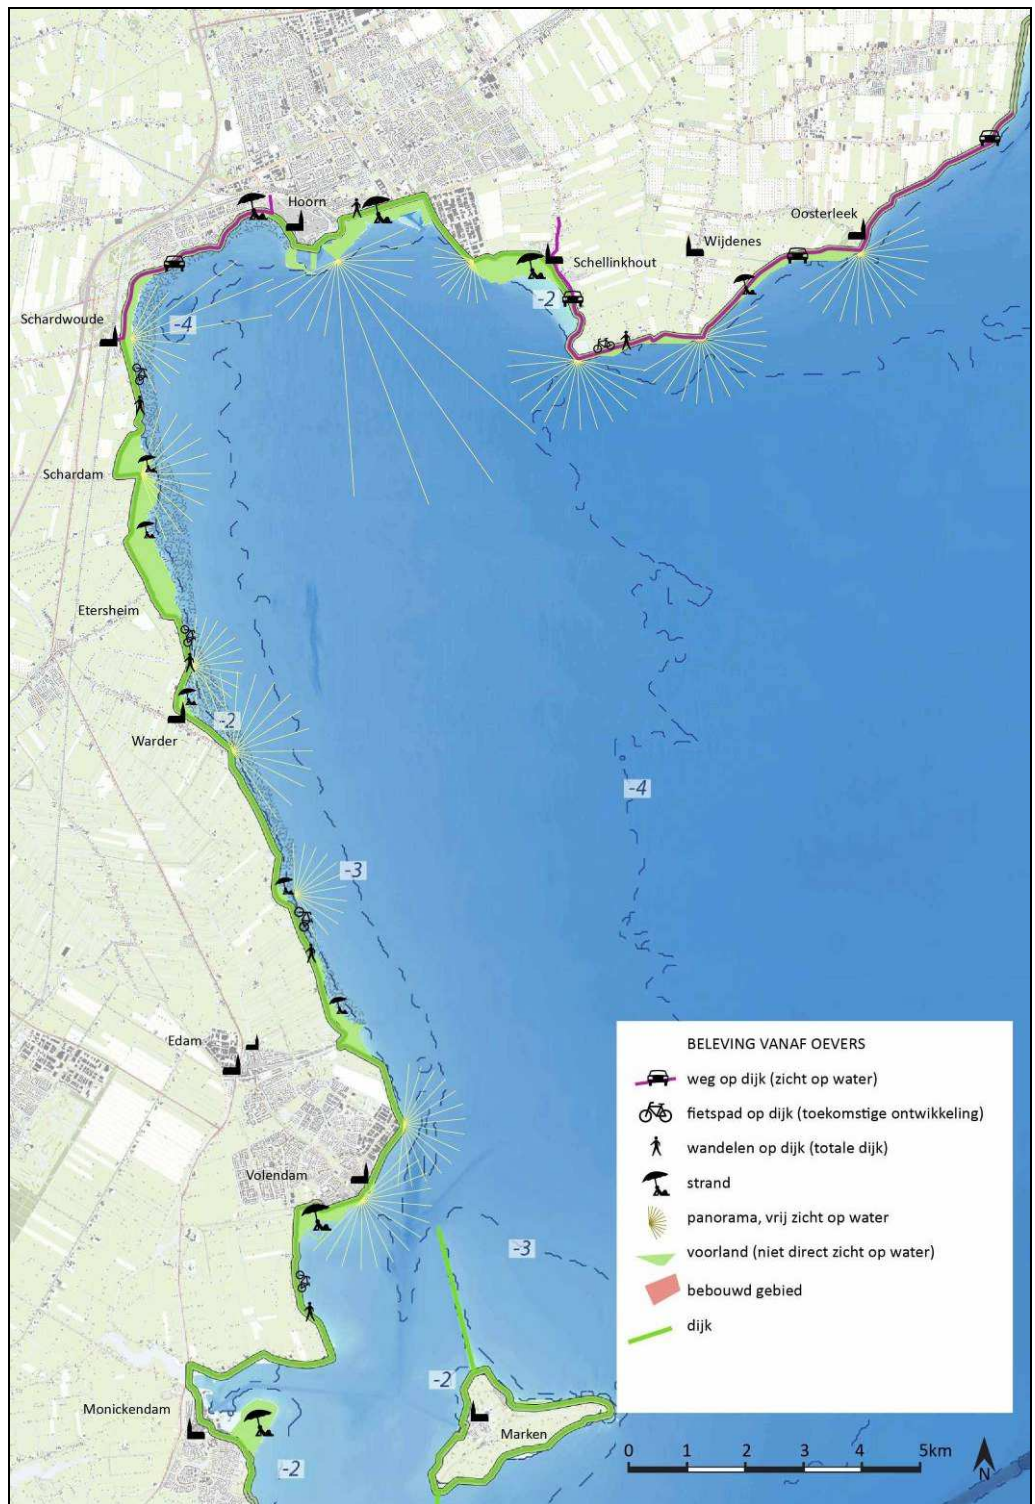 Hoorn
Oosterleek
Wijdenes
Schellinkhout
-2
Schardwoude
-4
Schardam
Etersheim
-2
Warder
-4
-3
Edam
BELEVING VANAF OEVERS
weg op dijk (zicht op water)
fietspad op dijk (toekomstige ontwikkeling)
wandelen op dijk (totale dijk)
strand
panorama, vrij zicht op water
voorland (niet direct zicht op water)
bebouwd gebied
dijk
Volendam
-3
-2
Monickendam
Marken
-2
0 1 2 3 4 5km
N